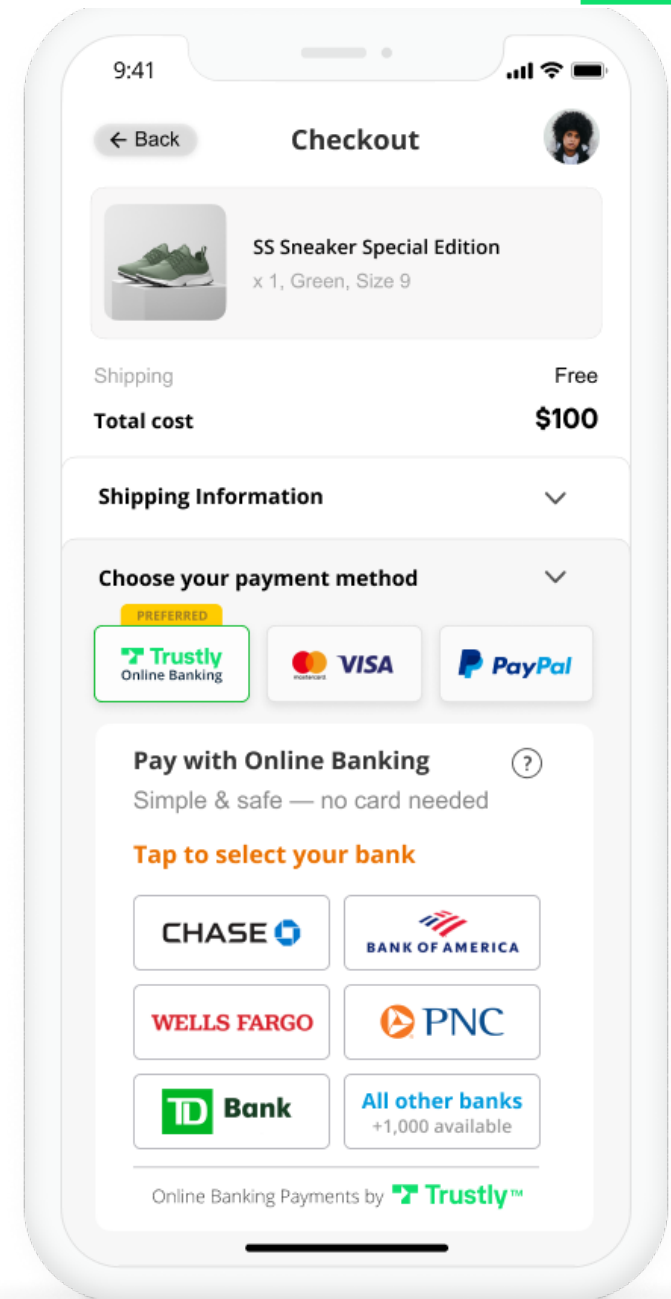 9:41
← Back
Checkout
SS Sneaker Special Edition
x 1, Green, Size 9
Shipping Free
Total cost $100
Shipping Information
Choose your payment method
PREFERRED
Trustly
Online Banking
mastercard
VISA
PayPal
Pay with Online Banking ?
Simple & safe — no card needed
Tap to select your bank
CHASE
BANK OF AMERICA
WELLS FARGO
PNC
TD Bank
All other banks
+1,000 available
Online Banking Payments by Trustly™